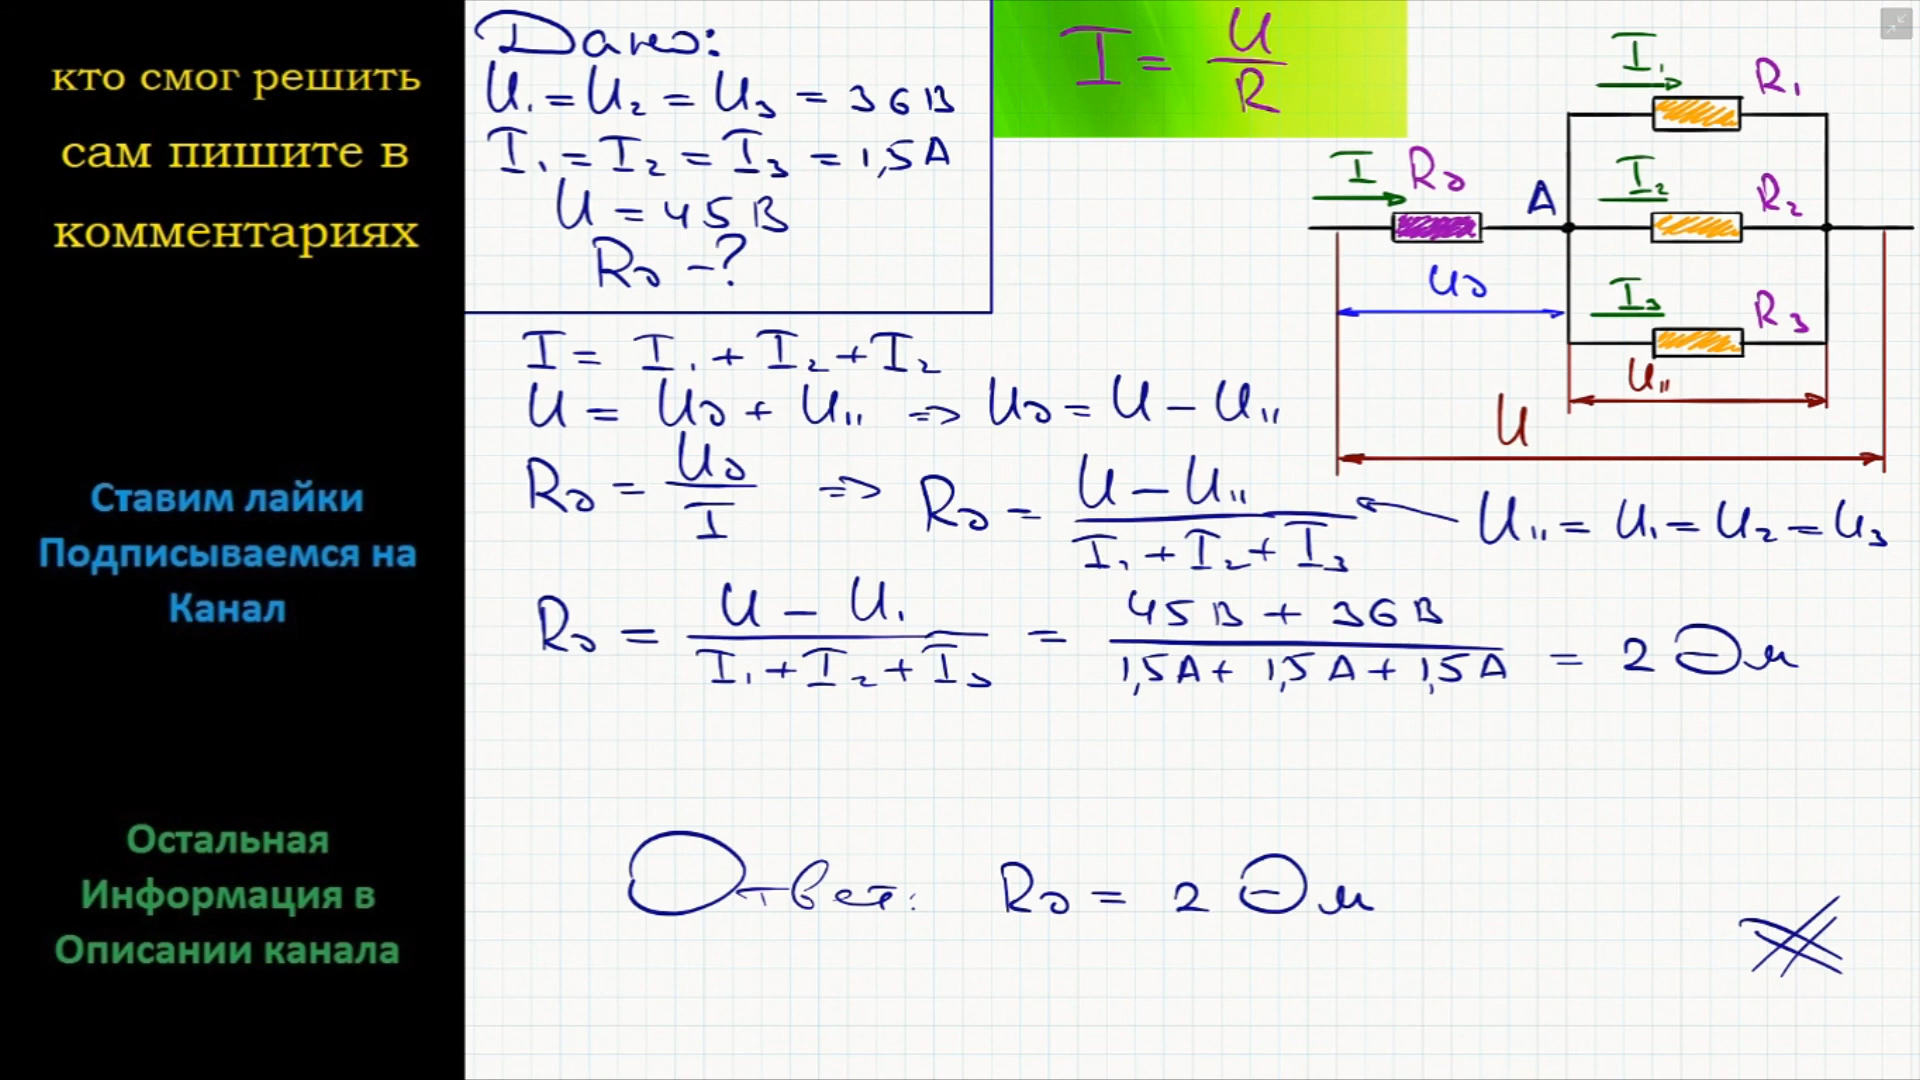 кто смог решить
сам пишите в
комментариях
Ставим лайки
Подписываемся на
Канал
Остальная
Информация в
Описании канала
Дано:
U₁ = U₂ = U₃ = 36 В
I₁ = I₂ = I₃ = 1,5 А
U = 45 В
R₀ - ?
I = U/R
I R₀ A
I₁ R₁
I₂ R₂
I₃ R₃
U₀
U₁₁
U
I = I₁ + I₂ + I₂
U = U₀ + U₁₁ => U₀ = U - U₁₁
R₀ = U₀/I => R₀ = (U - U₁₁)/(I₁ + I₂ + I₃) U₁₁ = U₁ = U₂ = U₃
R₀ = (U - U₁)/(I₁ + I₂ + I₃) = (45 В + 36 В)/(1,5 А + 1,5 А + 1,5 А) = 2 Ом
Ответ: R₀ = 2 Ом